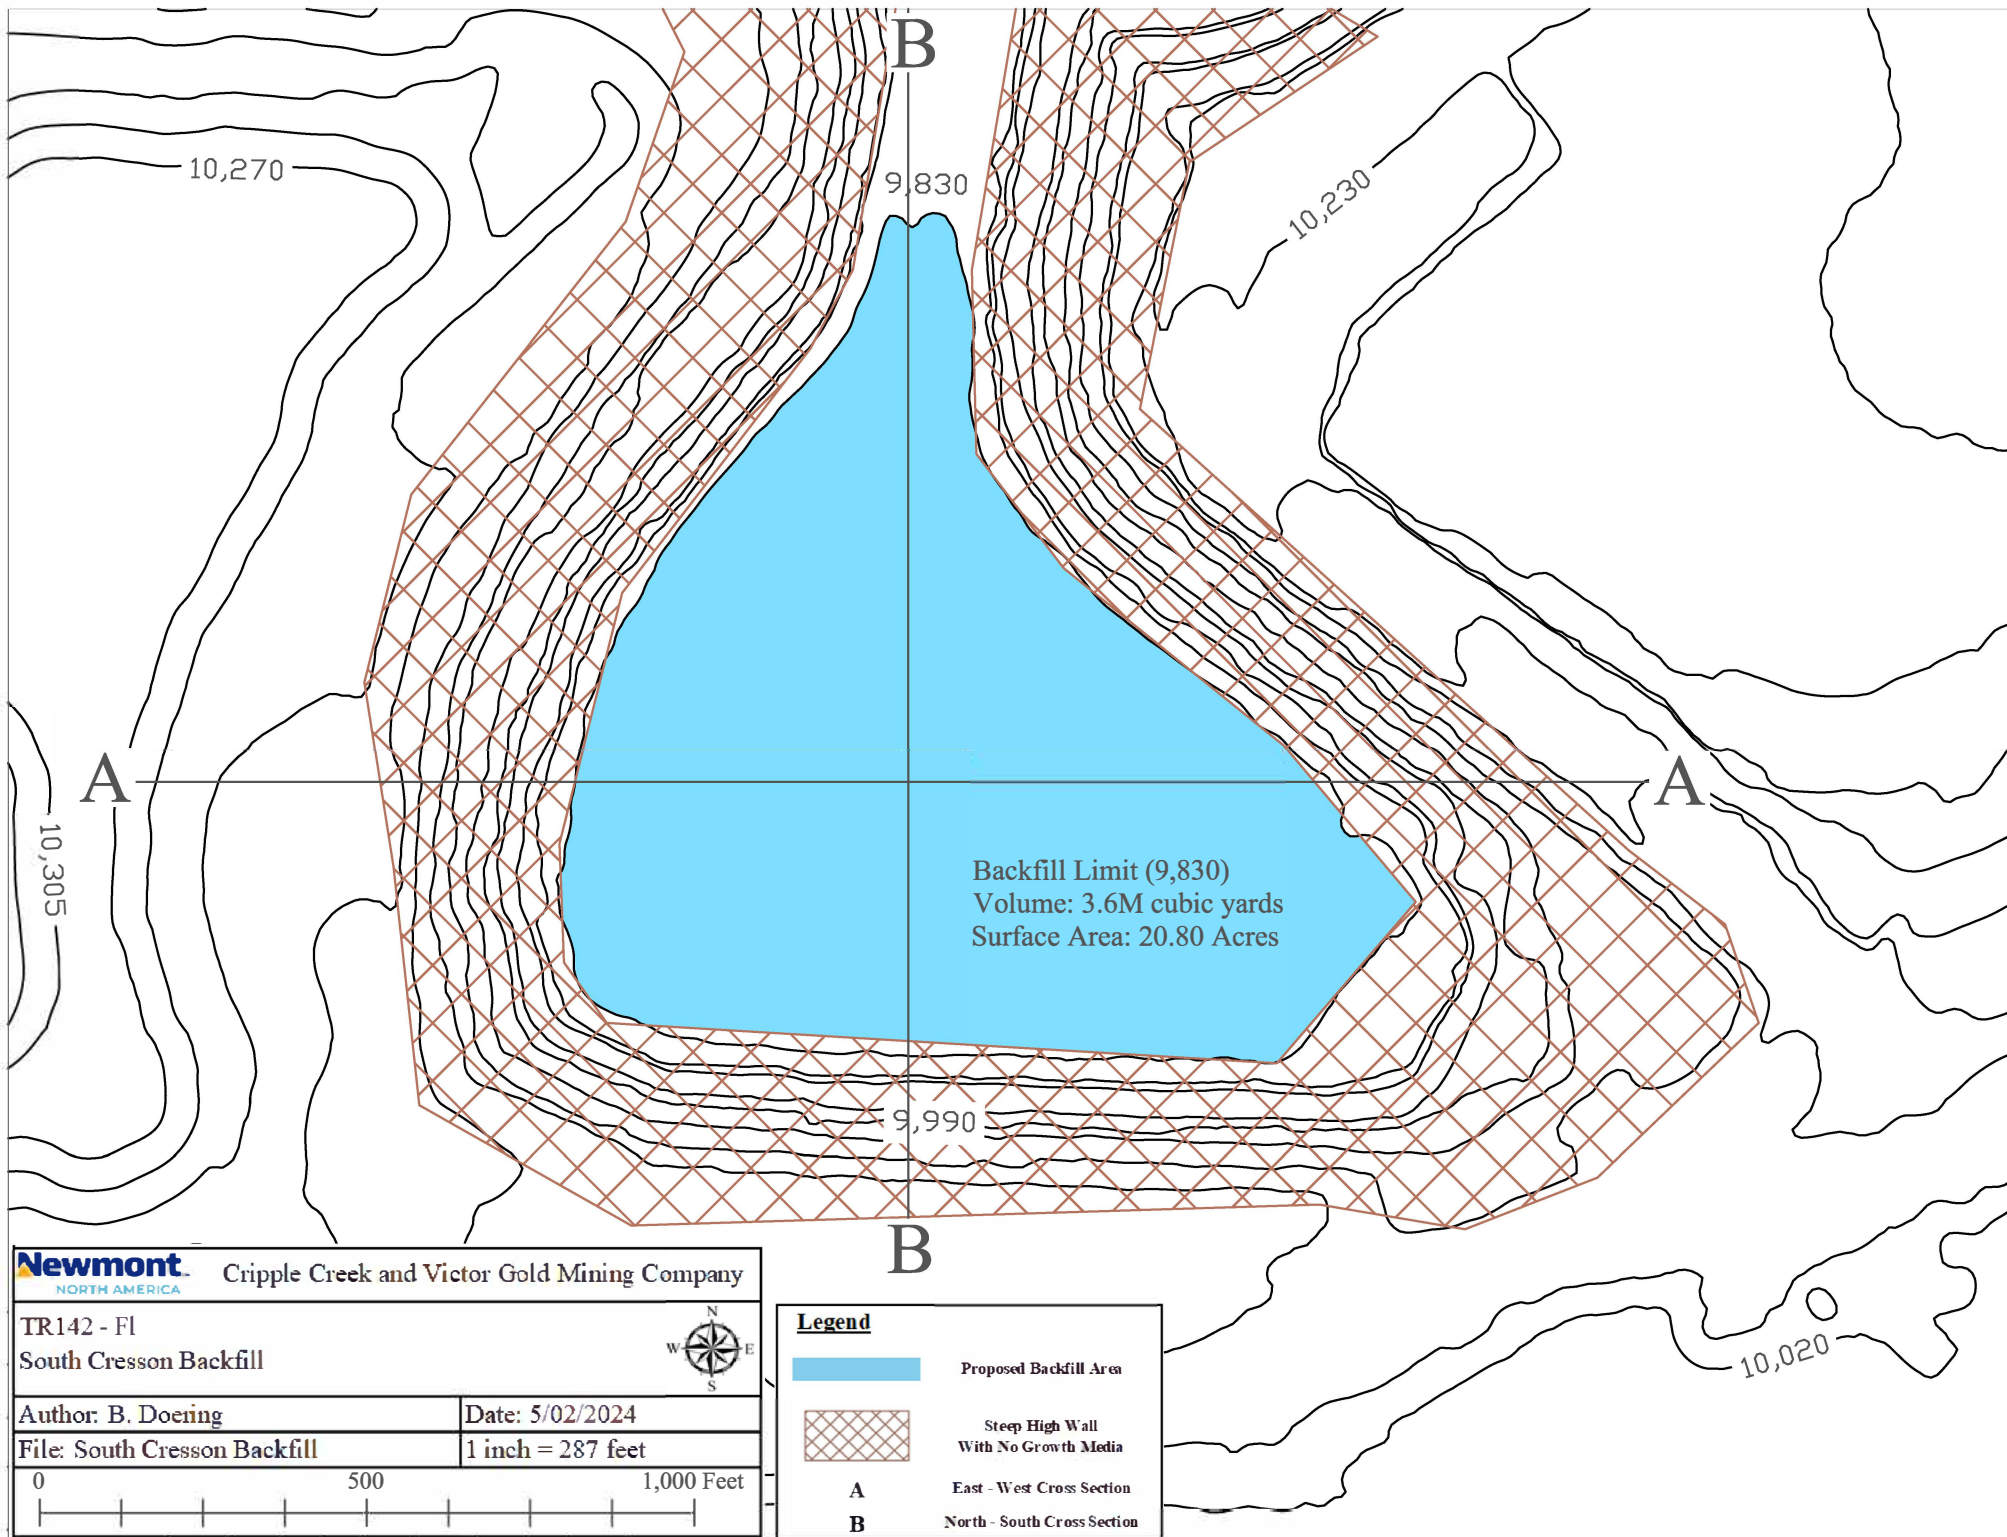 B
10,270
9,830
10,230
A
A
10,305
Backfill Limit (9,830)
Volume: 3.6M cubic yards
Surface Area: 20.80 Acres
9,990
B
10,020
Newmont
NORTH AMERICA
Cripple Creek and Victor Gold Mining Company
TR142 - Fl
South Cresson Backfill
N
W E
S
Author: B. Doering
Date: 5/02/2024
File: South Cresson Backfill
1 inch = 287 feet
0 500 1,000 Feet
Legend
Proposed Backfill Area
Steep High Wall
With No Growth Media
A East - West Cross Section
B North - South Cross Section